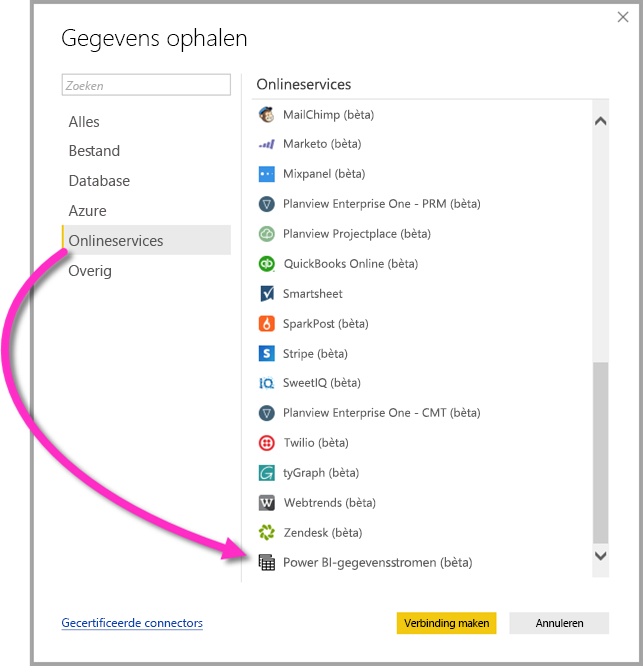 Gegevens ophalen
Zoeken
Alles
Bestand
Database
Azure
Onlineservices
Overig
Onlineservices
MailChimp (bèta)
Marketo (bèta)
Mixpanel (bèta)
Planview Enterprise One - PRM (bèta)
Planview Projectplace (bèta)
QuickBooks Online (bèta)
Smartsheet
SparkPost (bèta)
Stripe (bèta)
SweetIQ (bèta)
Planview Enterprise One - CMT (bèta)
Twilio (bèta)
tyGraph (bèta)
Webtrends (bèta)
Zendesk (bèta)
Power BI-gegevensstromen (bèta)
Gecertificeerde connectors
Verbinding maken
Annuleren